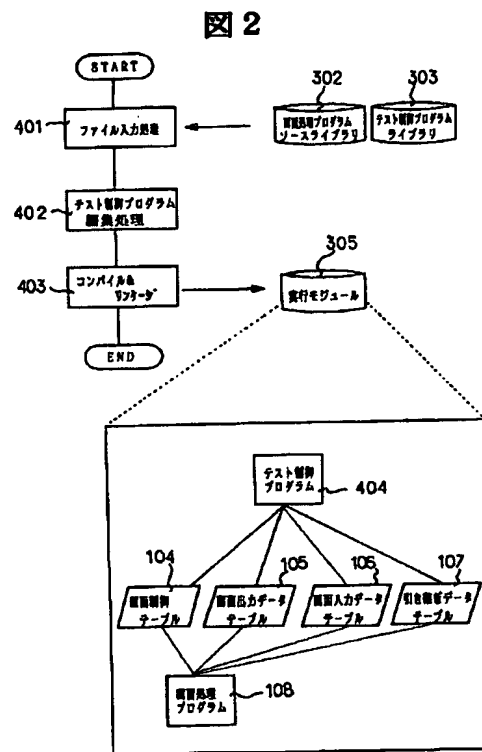 図2
START
302
303
401
ファイル入力処理
画面処理プログラム
ソースライブラリ
テスト制御プログラム
ライブラリ
402
テスト制御プログラム
編集処理
305
403
コンパイル&
リンケージ
実行モジュール
END
テスト制御
プログラム
404
104
105
106
107
画面制御
テーブル
画面出力データ
テーブル
画面入力データ
テーブル
引き継ぎデータ
テーブル
画面処理
プログラム
108